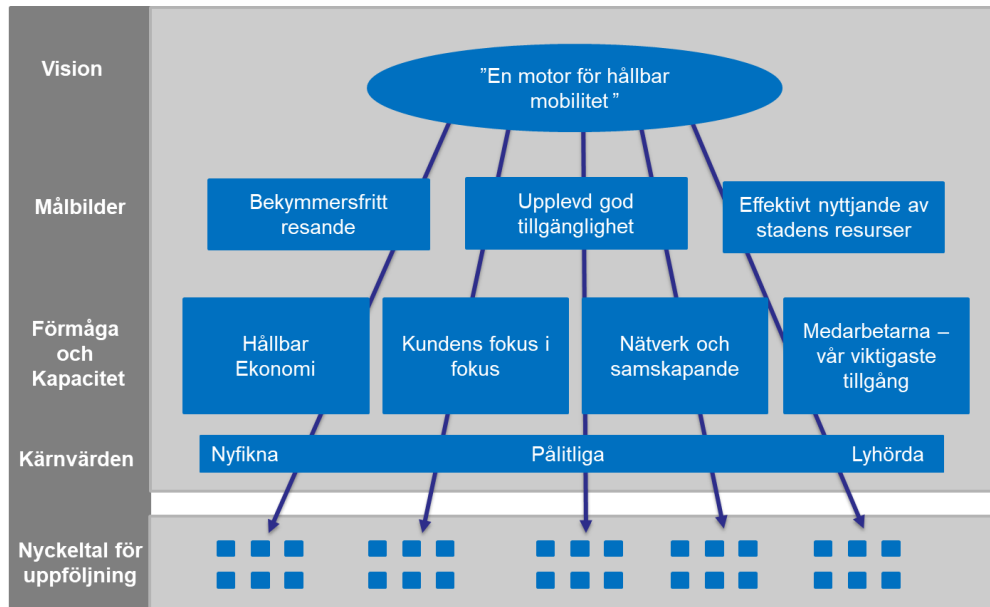 Vision
”En motor för hållbar
mobilitet ”
Målbilder
Bekymmersfritt
resande
Upplevd god
tillgänglighet
Effektivt nyttjande av
stadens resurser
Förmåga
och
Kapacitet
Hållbar
Ekonomi
Kundens fokus i
fokus
Nätverk och
samskapande
Medarbetarna –
vår viktigaste
tillgång
Kärnvärden
Nyfikna
Pålitliga
Lyhörda
Nyckeltal för
uppföljning